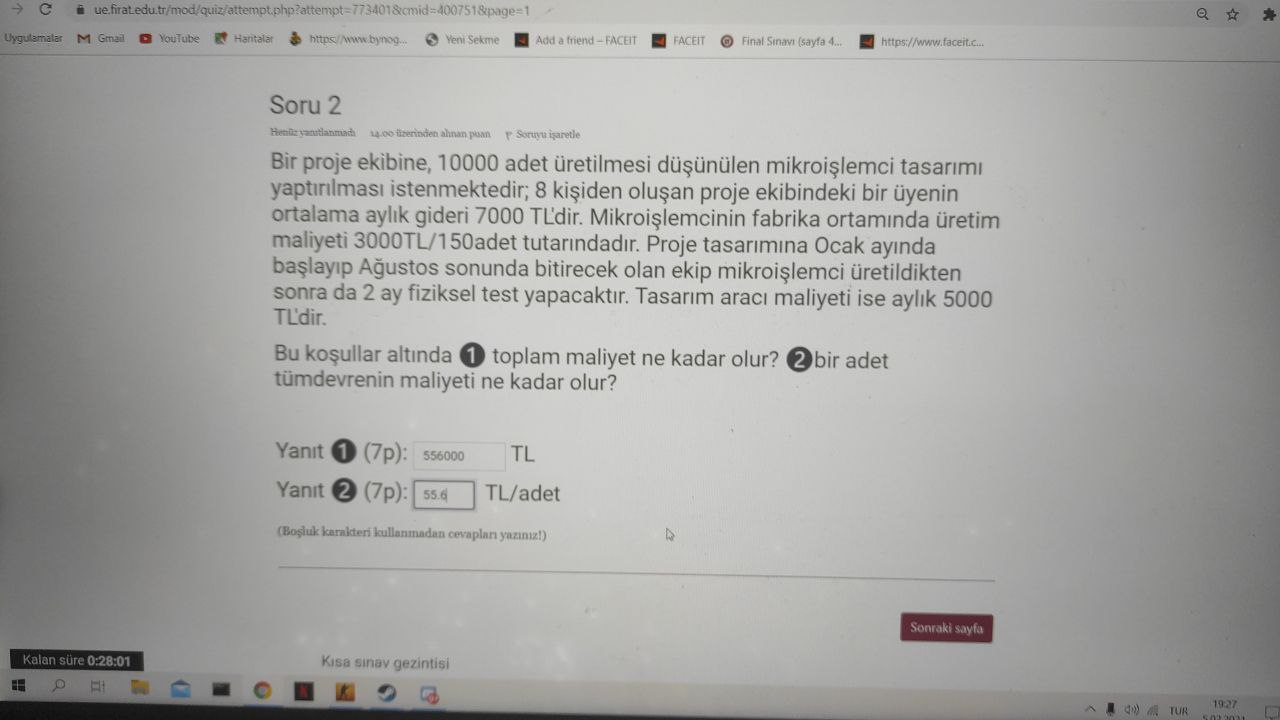 ue.firat.edu.tr/mod/quiz/attempt.php?attempt=773401&cmid=400751&page=1
Uygulamalar Gmail YouTube Haritalar https://www.bynog... Yeni Sekme Add a friend – FACEIT FACEIT Final Sınavı (sayfa 4... https://www.faceit.c...
Soru 2
Henüz yanıtlanmadı 14.00 üzerinden alınan puan Soruyu işaretle
Bir proje ekibine, 10000 adet üretilmesi düşünülen mikroişlemci tasarımı
yaptırılması istenmektedir; 8 kişiden oluşan proje ekibindeki bir üyenin
ortalama aylık gideri 7000 TL'dir. Mikroişlemcinin fabrika ortamında üretim
maliyeti 3000TL/150adet tutarındadır. Proje tasarımına Ocak ayında
başlayıp Ağustos sonunda bitirecek olan ekip mikroişlemci üretildikten
sonra da 2 ay fiziksel test yapacaktır. Tasarım aracı maliyeti ise aylık 5000
TL'dir.
Bu koşullar altında ❶ toplam maliyet ne kadar olur? ❷bir adet
tümdevrenin maliyeti ne kadar olur?
Yanıt ❶ (7p): 556000 TL
Yanıt ❷ (7p): 55.6 TL/adet
(Boşluk karakteri kullanmadan cevapları yazınız!)
Sonraki sayfa
Kalan süre 0:28:01
Kısa sınav gezintisi
TUR 19:27